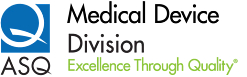 Medical Device
Division
ASQ
Excellence Through Quality®